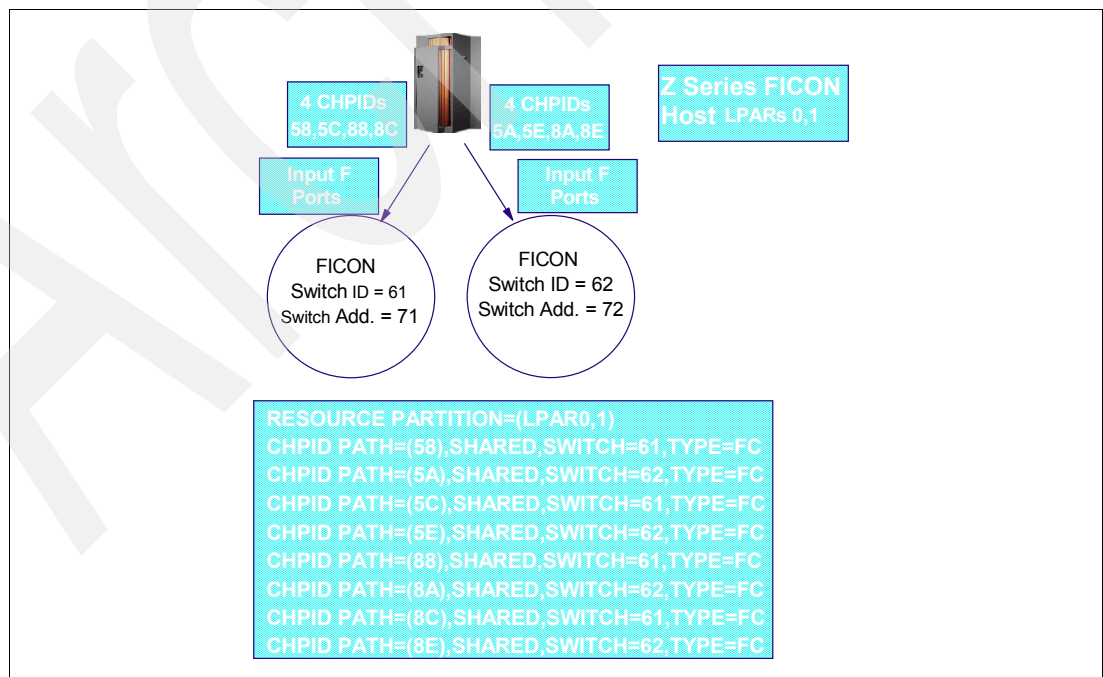 4 CHPIDs
58,5C,88,8C
4 CHPIDs
5A,5E,8A,8E
Z Series FICON
Host LPARs 0,1
Input F
Ports
Input F
Ports
FICON
Switch ID = 61
Switch Add. = 71
FICON
Switch ID = 62
Switch Add. = 72
RESOURCE PARTITION=(LPAR0,1)
CHPID PATH=(58),SHARED,SWITCH=61,TYPE=FC
CHPID PATH=(5A),SHARED,SWITCH=62,TYPE=FC
CHPID PATH=(5C),SHARED,SWITCH=61,TYPE=FC
CHPID PATH=(5E),SHARED,SWITCH=62,TYPE=FC
CHPID PATH=(88),SHARED,SWITCH=61,TYPE=FC
CHPID PATH=(8A),SHARED,SWITCH=62,TYPE=FC
CHPID PATH=(8C),SHARED,SWITCH=61,TYPE=FC
CHPID PATH=(8E),SHARED,SWITCH=62,TYPE=FC